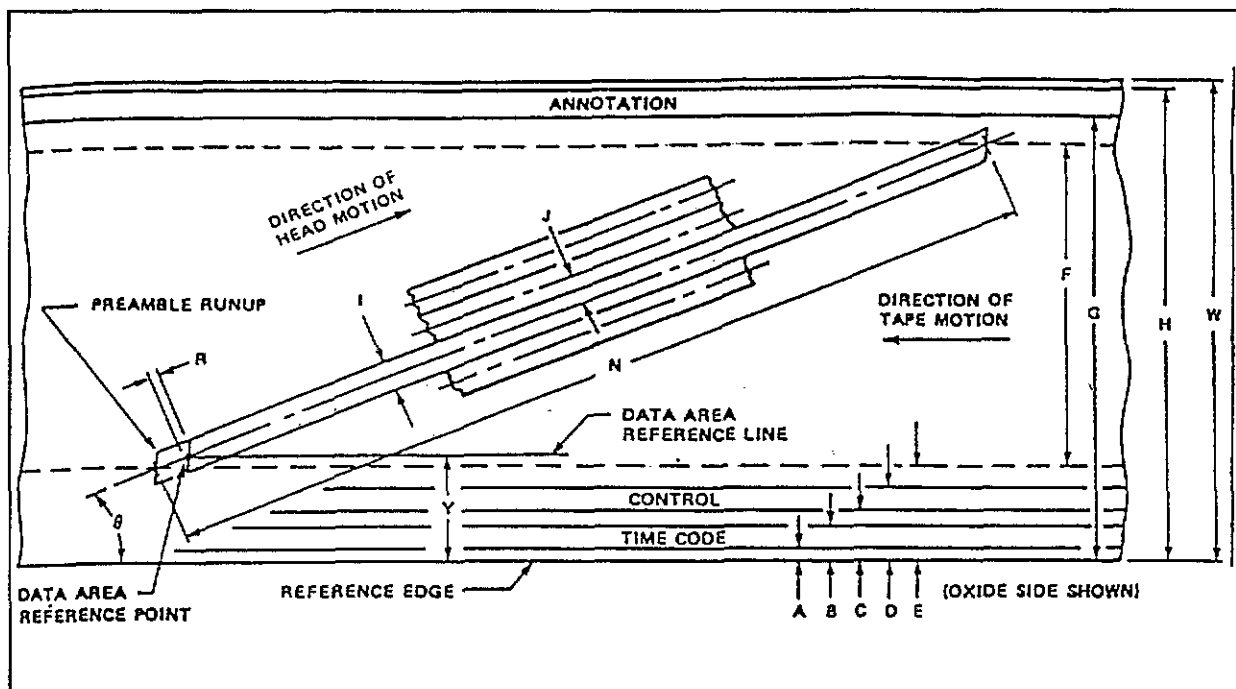 ANNOTATION
DIRECTION OF
HEAD MOTION
J
F
G
H
W
PREAMBLE RUNUP
I
DIRECTION OF
TAPE MOTION
R
N
DATA AREA
REFERENCE LINE
Y
CONTROL
θ
TIME CODE
DATA AREA
REFERENCE POINT
REFERENCE EDGE
A
B
C
D
E
(OXIDE SIDE SHOWN)